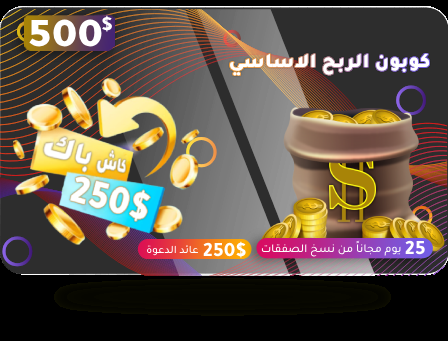 500$
كوبون الربح الاساسي
كاش باك
250$
25 يوم مجاناً من نسخ الصفقات
250$ عائد الدعوة